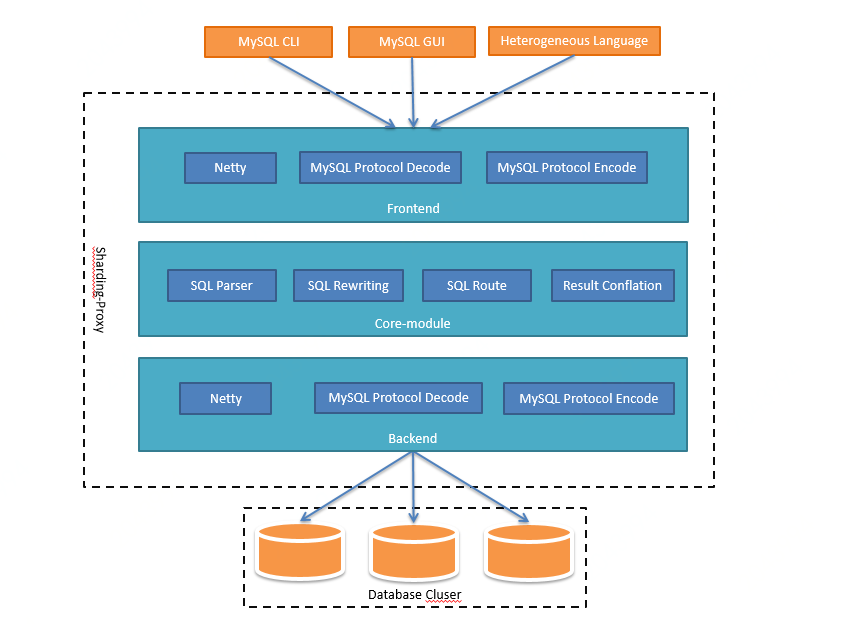 MySQL CLI
MySQL GUI
Heterogeneous Language
Netty
MySQL Protocol Decode
MySQL Protocol Encode
Frontend
Sharding-Proxy
SQL Parser
SQL Rewriting
SQL Route
Result Conflation
Core-module
Netty
MySQL Protocol Decode
MySQL Protocol Encode
Backend
Database Cluser